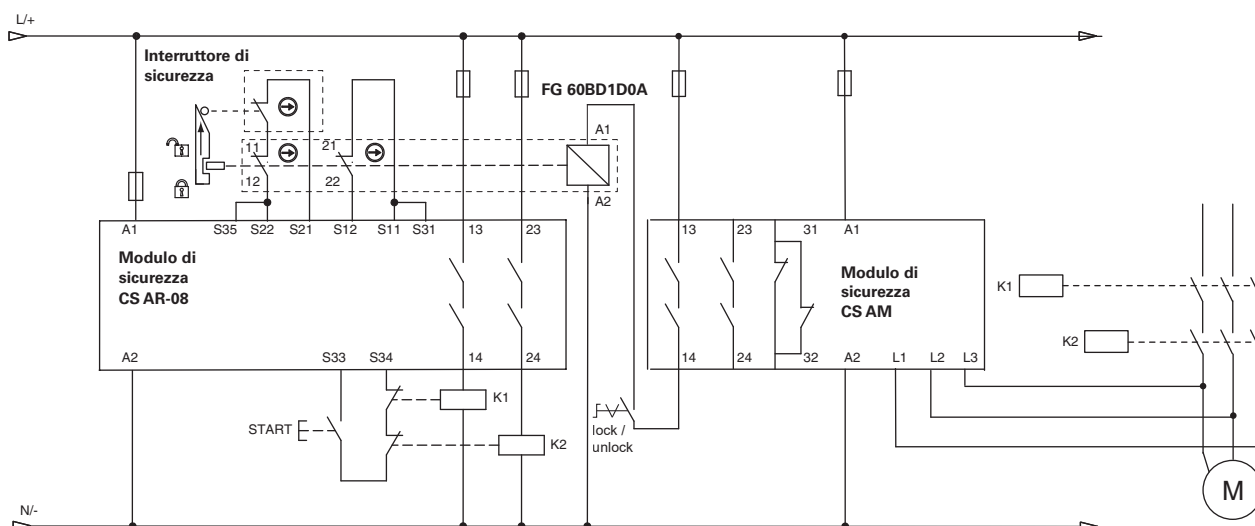 L/+
Interruttore di
sicurezza
FG 60BD1D0A
A1
11
21
12
22
A2
A1
S35
S22
S21
S12
S11
S31
13
23
13
23
31
A1
Modulo di
sicurezza
CS AR-08
Modulo di
sicurezza
CS AM
K1
K2
A2
S33
S34
14
24
14
24
32
A2
L1
L2
L3
K1
START
K2
lock /
unlock
M
N/-